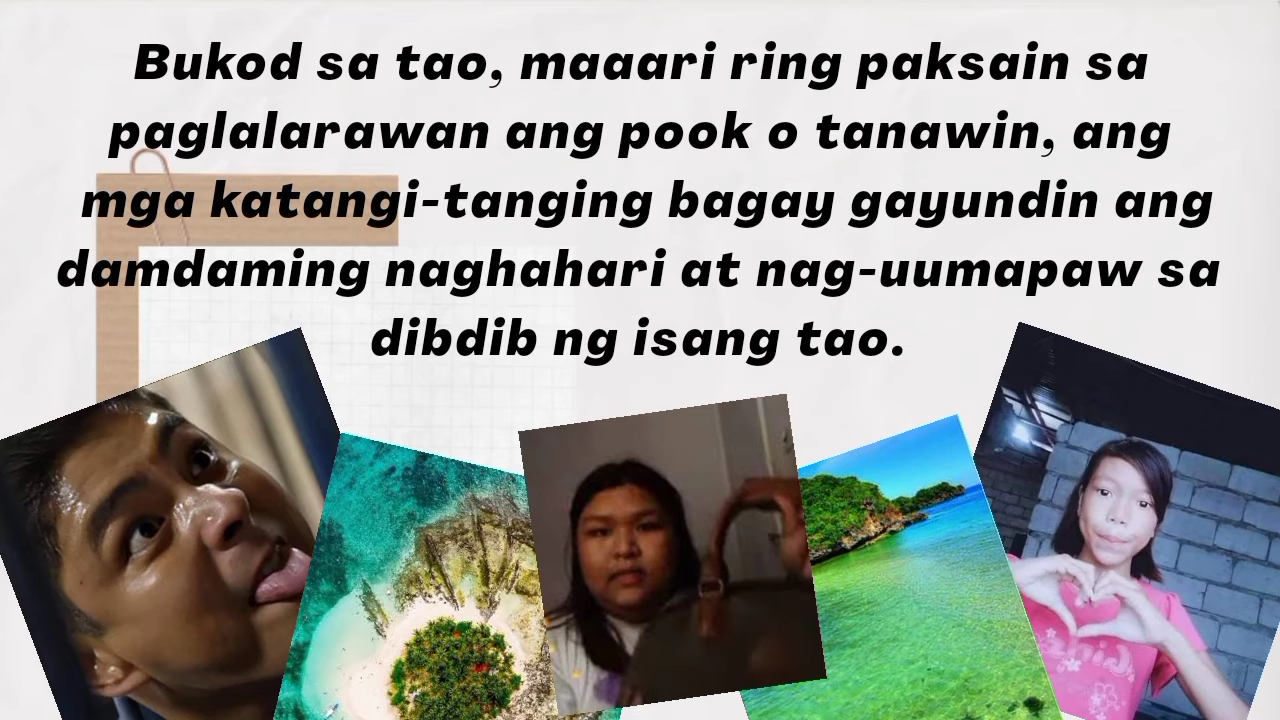 Bukod sa tao, maaari ring paksain sa
paglalarawan ang pook o tanawin, ang
mga katangi-tanging bagay gayundin ang
damdaming naghahari at nag-uumapaw sa
dibdib ng isang tao.